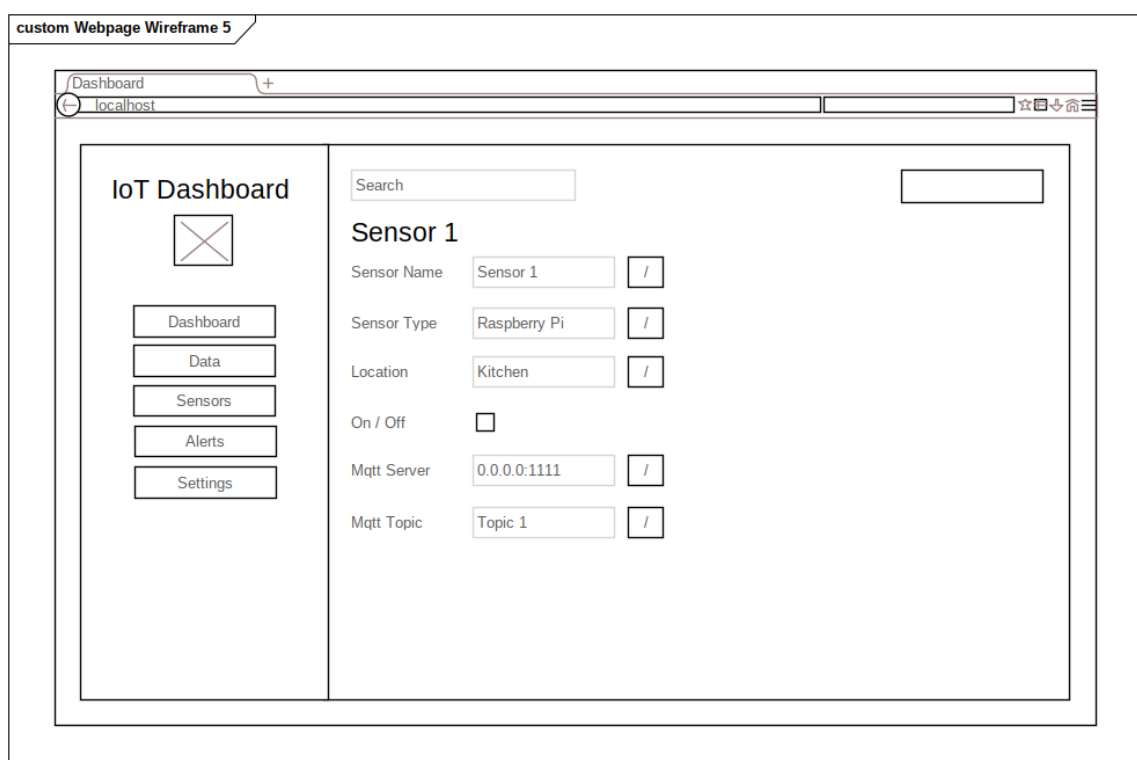 custom Webpage Wireframe 5
Dashboard +
localhost
IoT Dashboard
Dashboard
Data
Sensors
Alerts
Settings
Search
Sensor 1
Sensor Name Sensor 1 /
Sensor Type Raspberry Pi /
Location Kitchen /
On / Off
Mqtt Server 0.0.0.0:1111 /
Mqtt Topic Topic 1 /